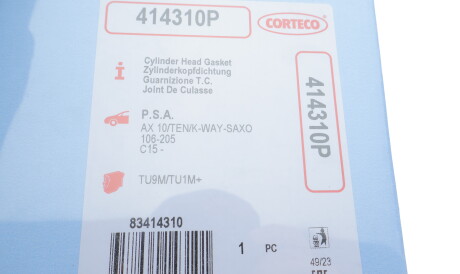 414310P
CORTECO
Cylinder Head Gasket
Zylinderkopfdichtung
Guarnizione T.C.
Joint De Culasse
414310P
P.S.A.
AX 10/TEN/K-WAY-SAXO
106-205
C15 -
TU9M/TU1M+
83414310
1 PC
49/23